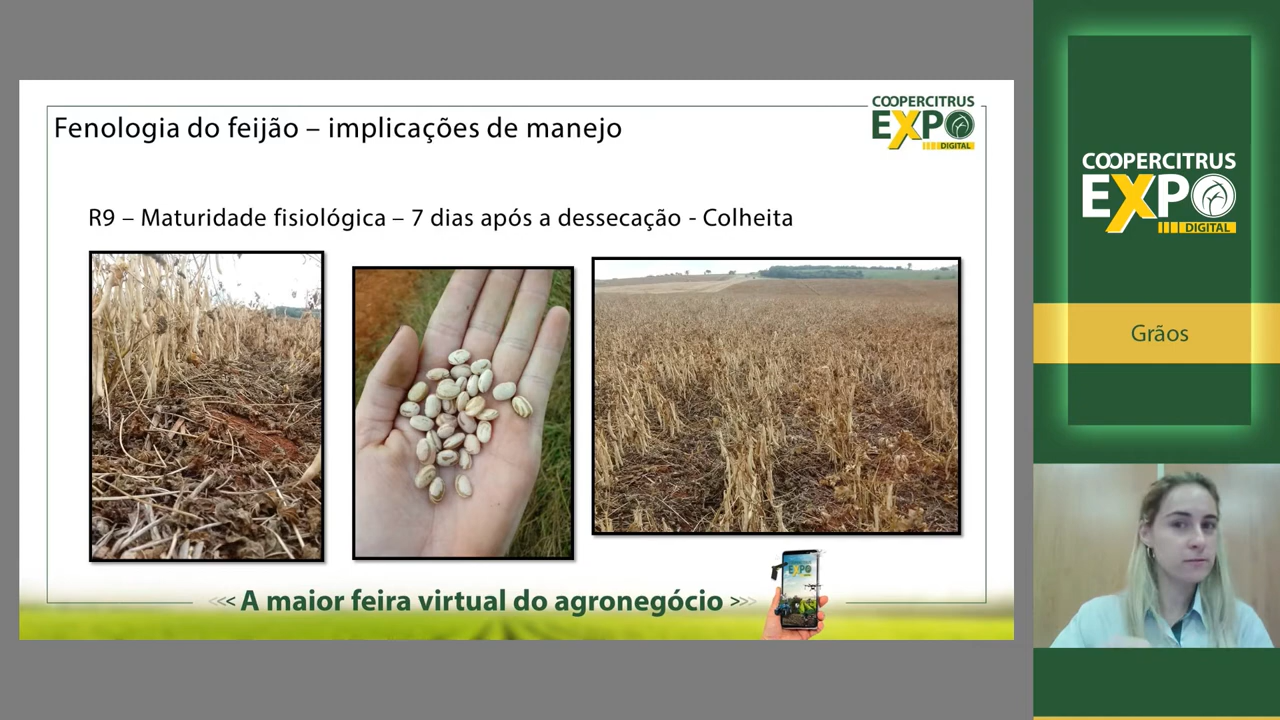 Fenologia do feijão – implicações de manejo
COOPERCITRUS
EXPO
DIGITAL
R9 – Maturidade fisiológica – 7 dias após a dessecação - Colheita
<<< A maior feira virtual do agronegócio >>>
EXPO
COOPERCITRUS
EXPO
DIGITAL
Grãos